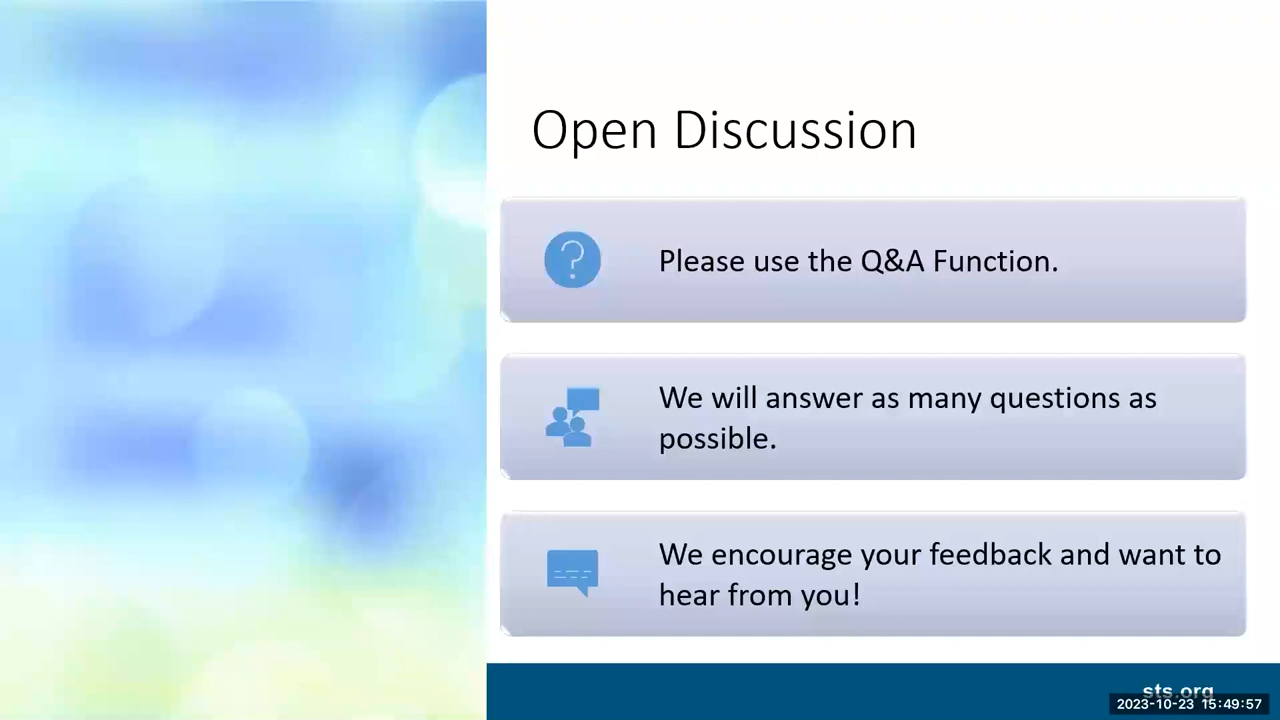 Open Discussion
Please use the Q&A Function.
We will answer as many questions as
possible.
We encourage your feedback and want to
hear from you!
sts.org
2023-10-23 15:49:57